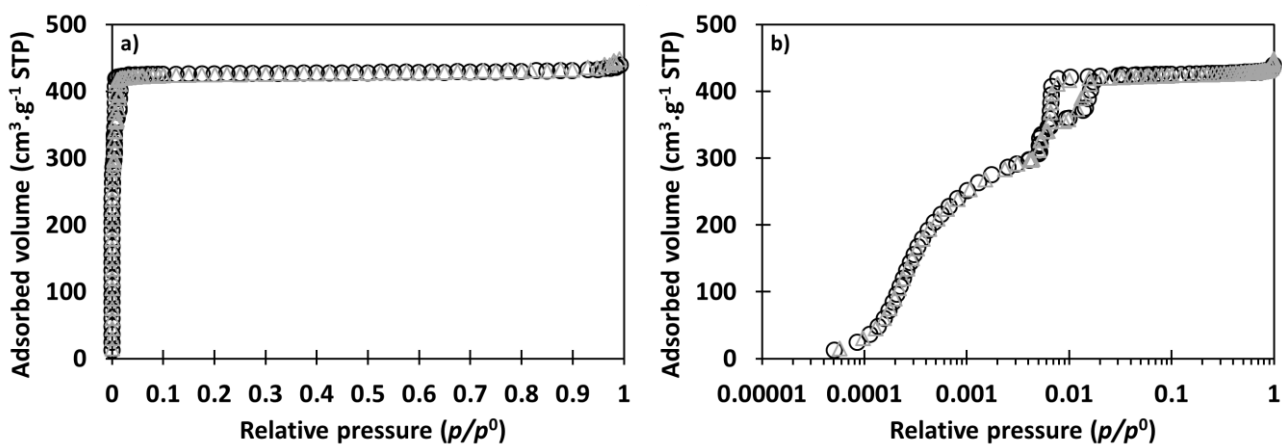 a)
500
400
300
200
100
0
Adsorbed volume (cm³.g⁻¹ STP)
0 0.1 0.2 0.3 0.4 0.5 0.6 0.7 0.8 0.9 1
Relative pressure (p/p⁰)
b)
500
400
300
200
100
0
Adsorbed volume (cm³.g⁻¹ STP)
0.00001 0.0001 0.001 0.01 0.1 1
Relative pressure (p/p⁰)